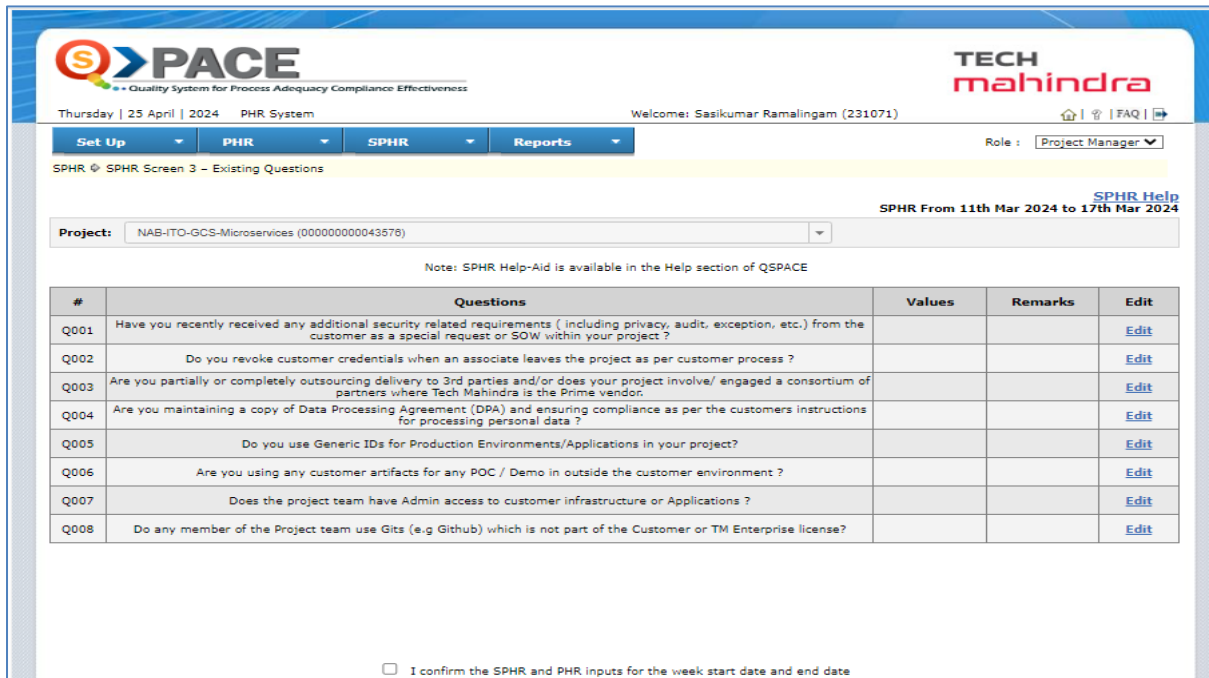 QS PACE
Quality System for Process Adequacy Compliance Effectiveness
TECH
mahindra
Thursday | 25 April | 2024 PHR System Welcome: Sasikumar Ramalingam (231071) | | FAQ |
Set Up PHR SPHR Reports Role : Project Manager
SPHR SPHR Screen 3 – Existing Questions
SPHR Help
SPHR From 11th Mar 2024 to 17th Mar 2024
Project: NAB-ITO-GCS-Microservices (000000000043576)
Note: SPHR Help-Aid is available in the Help section of QSPACE
# Questions Values Remarks Edit
Q001 Have you recently received any additional security related requirements ( including privacy, audit, exception, etc.) from the
customer as a special request or SOW within your project ? Edit
Q002 Do you revoke customer credentials when an associate leaves the project as per customer process ? Edit
Q003 Are you partially or completely outsourcing delivery to 3rd parties and/or does your project involve/ engaged a consortium of
partners where Tech Mahindra is the Prime vendor. Edit
Q004 Are you maintaining a copy of Data Processing Agreement (DPA) and ensuring compliance as per the customers instructions
for processing personal data ? Edit
Q005 Do you use Generic IDs for Production Environments/Applications in your project? Edit
Q006 Are you using any customer artifacts for any POC / Demo in outside the customer environment ? Edit
Q007 Does the project team have Admin access to customer infrastructure or Applications ? Edit
Q008 Do any member of the Project team use Gits (e.g Github) which is not part of the Customer or TM Enterprise license? Edit
I confirm the SPHR and PHR inputs for the week start date and end date